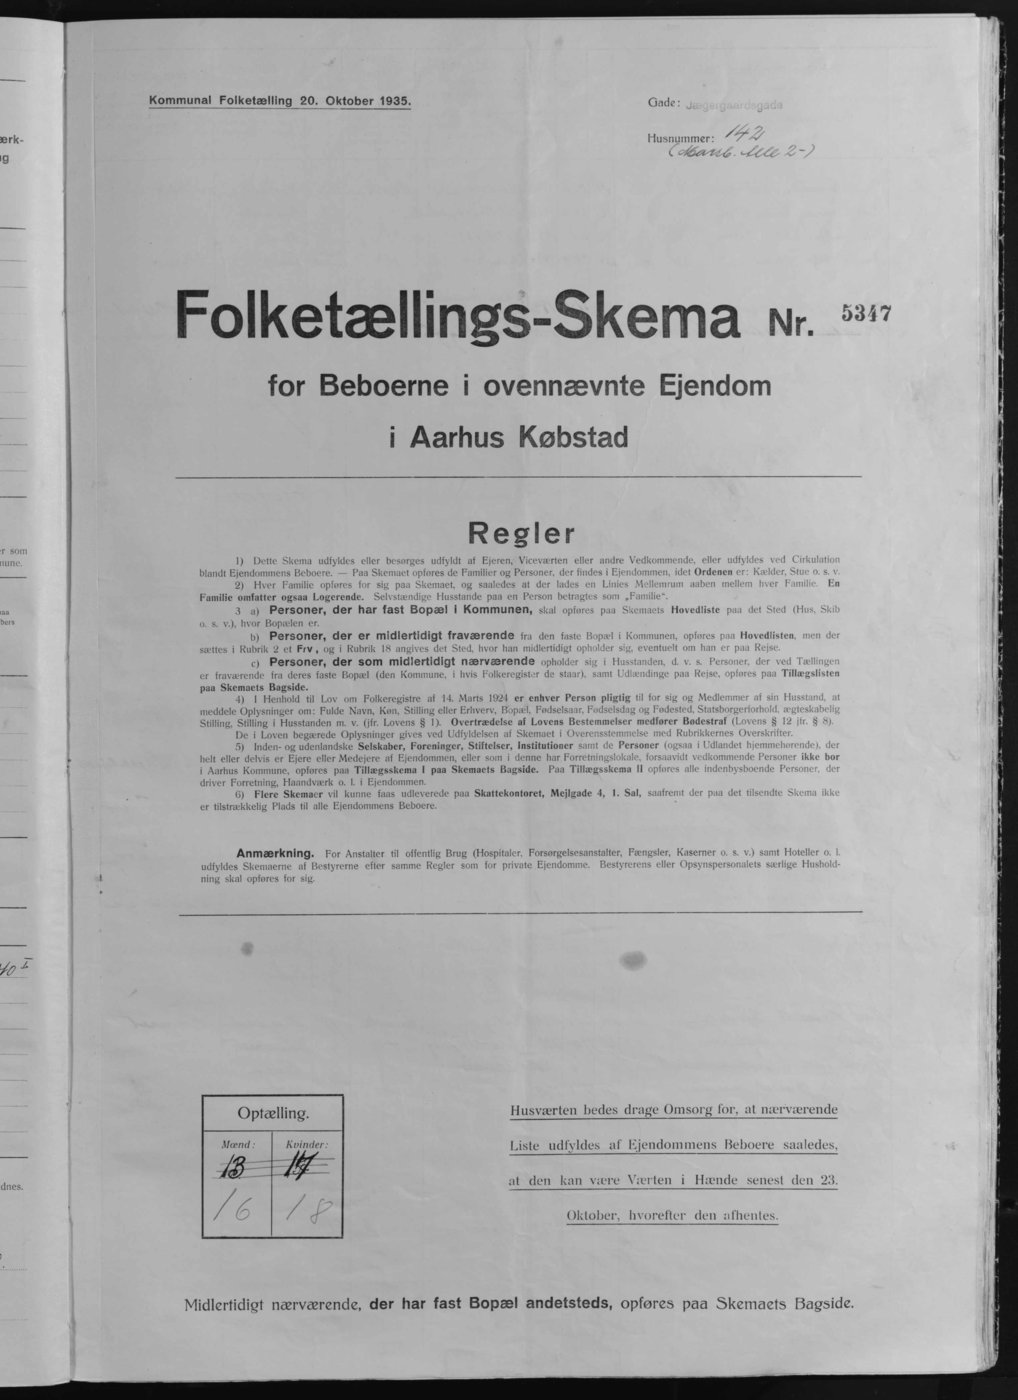 Kommunal Folketælling 20. Oktober 1935.
Gade: Jægergaardsgade
Husnummer: 142
Alle 2-)
Folketællings-Skema Nr. 5347
for Beboerne i ovennævnte Ejendom
i Aarhus Købstad
Regler
1) Dette Skema udfyldes eller besørges udfyldt af Ejeren, Viceværten eller andre Vedkommende, eller udfyldes ved Cirkulation
blandt Ejendommens Beboere. — Paa Skemaet opføres de Familier og Personer, der findes i Ejendommen, idet Ordenen er: Kælder, Stue o. s. v.
2) Hver Familie opføres for sig paa Skemaet, og saaledes at der lades en Linies Mellemrum aaben mellem hver Familie. En
Familie omfatter ogsaa Logerende. Selvstændige Husstande paa en Person betragtes som „Familie“.
3 a) Personer, der har fast Bopæl i Kommunen, skal opføres paa Skemaets Hovedliste paa det Sted (Hus, Skib
o. s. v.), hvor Bopælen er.
b) Personer, der er midlertidigt fraværende fra den faste Bopæl i Kommunen, opføres paa Hovedlisten, men der
sættes i Rubrik 2 et Frv, og i Rubrik 18 angives det Sted, hvor han midlertidigt opholder sig, eventuelt om han er paa Rejse.
c) Personer, der som midlertidigt nærværende opholder sig i Husstanden, d. v. s. Personer, der ved Tællingen
er fraværende fra deres faste Bopæl (den Kommune, i hvis Folkeregister de staar), samt Udlændinge paa Rejse, opføres paa Tillægslisten
paa Skemaets Bagside.
4) I Henhold til Lov om Folkeregistre af 14. Marts 1924 er enhver Person pligtig til for sig og Medlemmer af sin Husstand, at
meddele Oplysninger om: Fulde Navn, Køn, Stilling eller Erhverv, Bopæl, Fødselsaar, Fødselsdag og Fødested, Statsborgerforhold, ægteskabelig
Stilling, Stilling i Husstanden m. v. (jfr. Lovens § 1). Overtrædelse af Lovens Bestemmelser medfører Bødestraf (Lovens § 12 jfr. § 8).
De i Loven begærede Oplysninger gives ved Udfyldelsen af Skemaet i Overensstemmelse med Rubrikkernes Overskrifter.
5) Inden- og udenlandske Selskaber, Foreninger, Stiftelser, Institutioner samt de Personer (ogsaa i Udlandet hjemmehørende), der
helt eller delvis er Ejere eller Medejere af Ejendommen, eller som i denne har Forretningslokale, forsaavidt vedkommende Personer ikke bor
i Aarhus Kommune, opføres paa Tillægsskema I paa Skemaets Bagside. Paa Tillægsskema II opføres alle indenbysboende Personer, der
driver Forretning, Haandværk o. l. i Ejendommen.
6) Flere Skemaer vil kunne faas udleverede paa Skattekontoret, Mejlgade 4, 1. Sal, saafremt der paa det tilsendte Skema ikke
er tilstrækkelig Plads til alle Ejendommens Beboere.
Anmærkning. For Anstalter til offentlig Brug (Hospitaler, Forsørgelsesanstalter, Fængsler, Kaserner o. s. v.) samt Hoteller o. l.
udfyldes Skemaerne af Bestyrerne efter samme Regler som for private Ejendomme. Bestyrerens eller Opsynspersonalets særlige Hushold-
ning skal opføres for sig.
Optælling.
Mænd: Kvinder:
13 17
16 18
Husværten bedes drage Omsorg for, at nærværende
Liste udfyldes af Ejendommens Beboere saaledes,
at den kan være Værten i Hænde senest den 23.
Oktober, hvorefter den afhentes.
Midlertidigt nærværende, der har fast Bopæl andetsteds, opføres paa Skemaets Bagside.